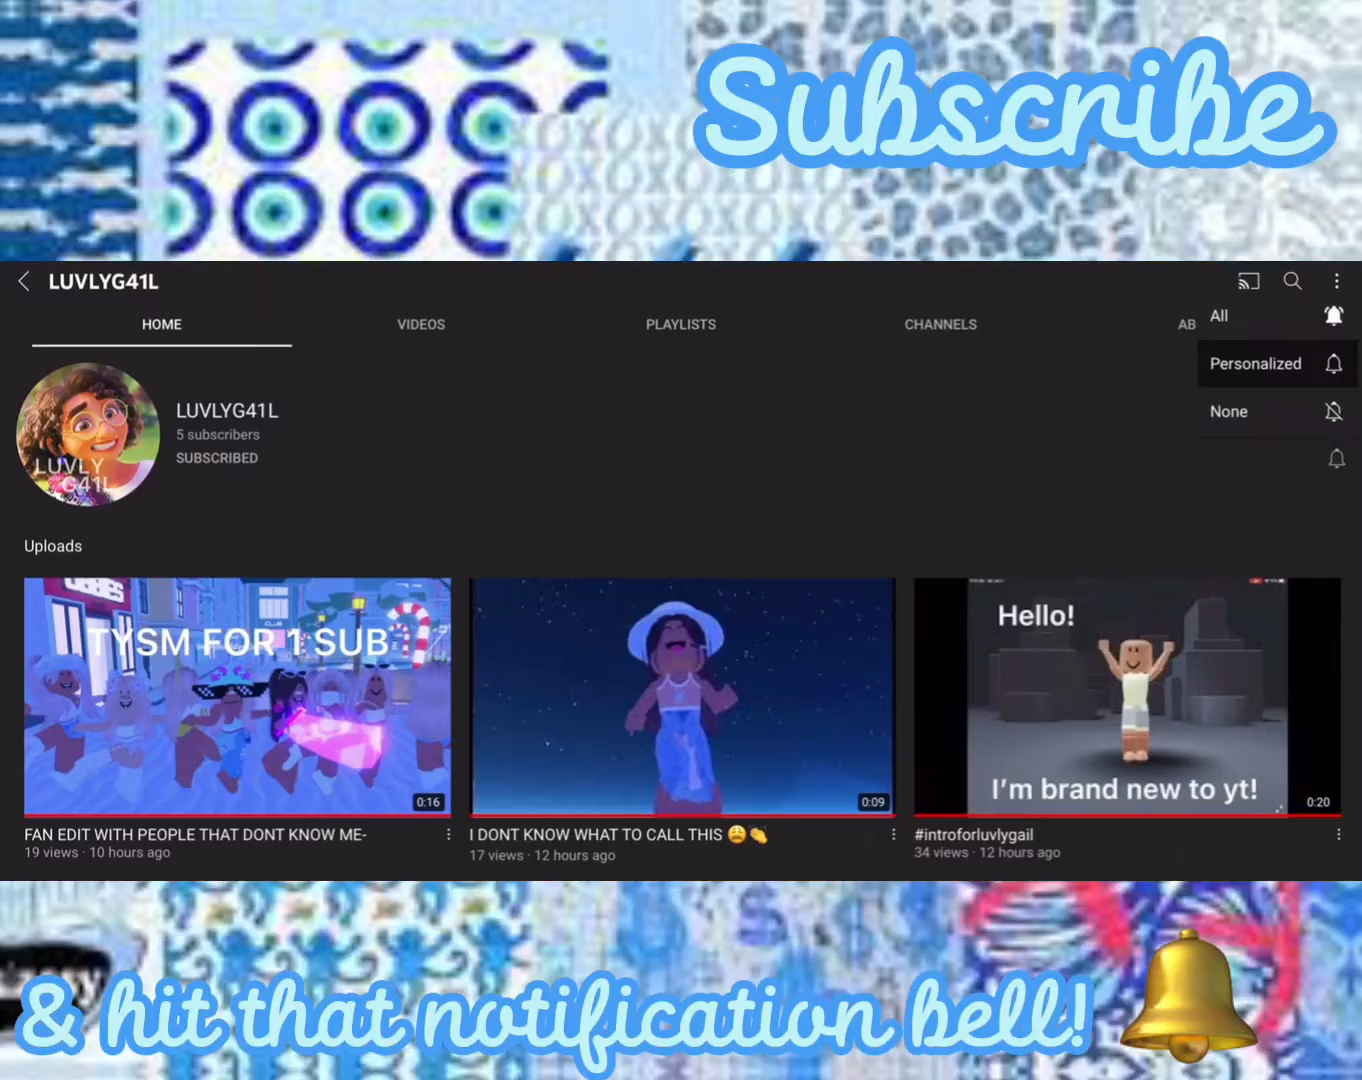 Subscribe
LUVLYG41L
HOME
VIDEOS
PLAYLISTS
CHANNELS
AB
All
Personalized
None
LUVLYG41L
5 subscribers
SUBSCRIBED
LUVLY
G41L
Uploads
TYSM FOR 1 SUB
0:16
0:09
Hello!
I'm brand new to yt!
0:20
FAN EDIT WITH PEOPLE THAT DONT KNOW ME-
19 views · 10 hours ago
I DONT KNOW WHAT TO CALL THIS 😩👏
17 views · 12 hours ago
#introforluvlygail
34 views · 12 hours ago
& hit that notification bell!